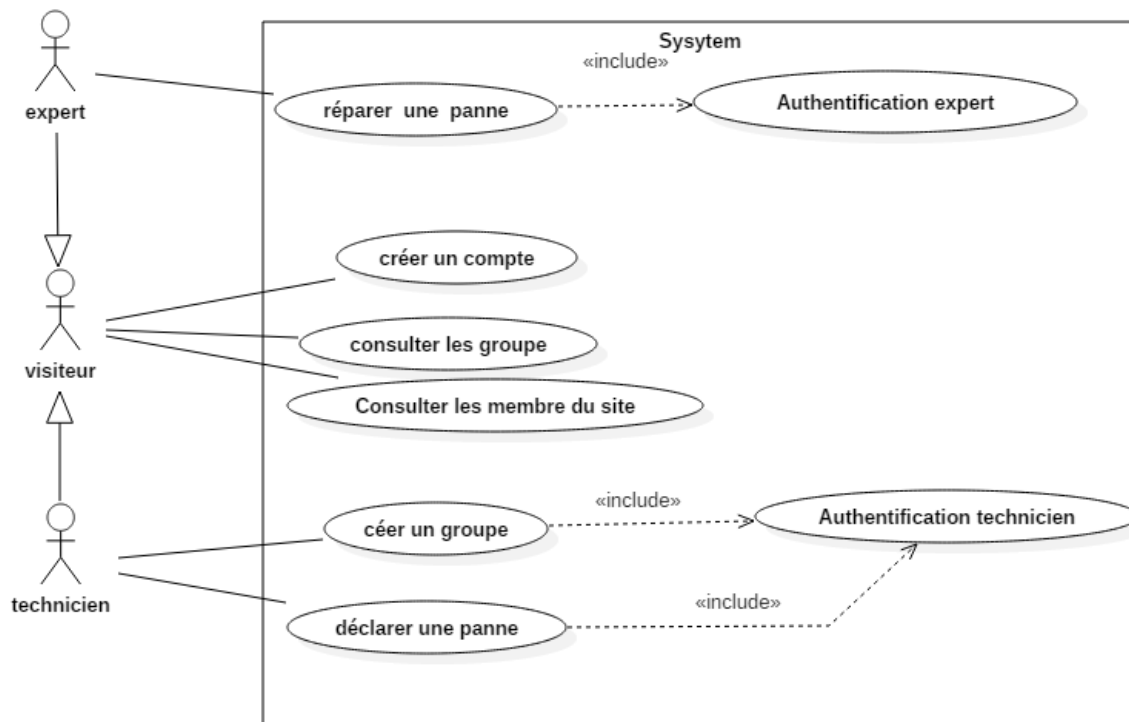 Sysytem
«include»
expert
réparer une panne
Authentification expert
créer un compte
visiteur
consulter les groupe
Consulter les membre du site
«include»
céer un groupe
Authentification technicien
technicien
«include»
déclarer une panne